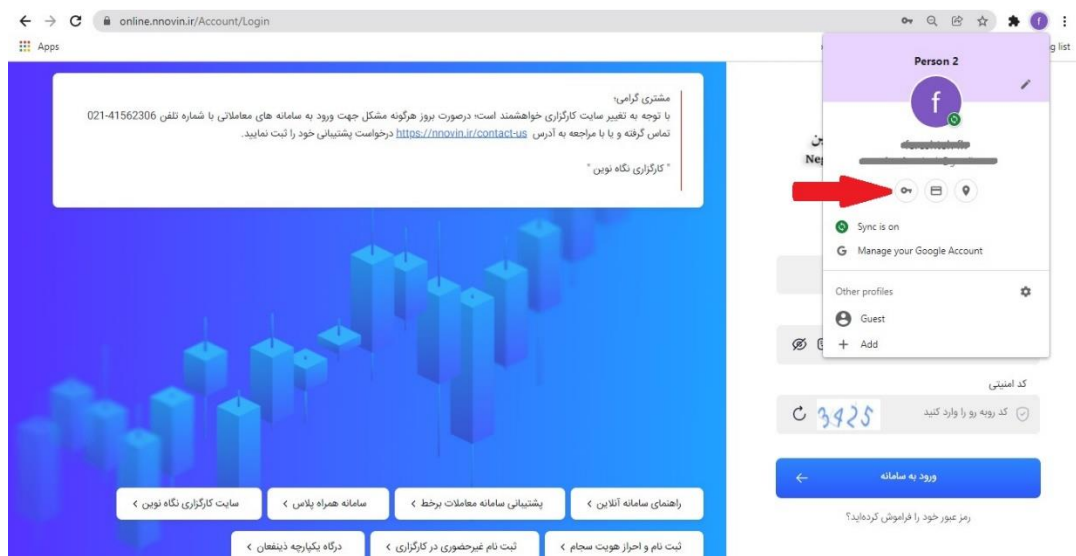 online.nnovin.ir/Account/Login
Apps
g list
Person 2
f
Sync is on
G Manage your Google Account
Other profiles
Guest
+ Add
مشتری گرامی؛
با توجه به تغییر سایت کارگزاری خواهشمند است؛ درصورت بروز هرگونه مشکل جهت ورود به سامانه های معاملاتی با شماره تلفن 41562306-021
تماس گرفته و یا با مراجعه به آدرس https://nnovin.ir/contact-us درخواست پشتیبانی خود را ثبت نمایید.
" کارگزاری نگاه نوین "
کد امنیتی
کد روبه رو را وارد کنید
3425
ورود به سامانه
رمز عبور خود را فراموش کرده‌اید؟
راهنمای سامانه آنلاین
پشتیبانی سامانه معاملات برخط
سامانه همراه پلاس
سایت کارگزاری نگاه نوین
ثبت نام و احراز هویت سجام
ثبت نام غیرحضوری در کارگزاری
درگاه یکپارچه ذینفعان